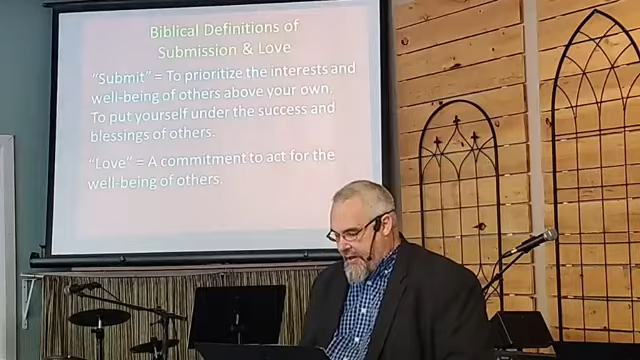 Biblical Definitions of
Submission & Love
“Submit” = To prioritize the interests and
well-being of others above your own.
To put yourself under the success and
blessings of others.
“Love” = A commitment to act for the
well-being of others.